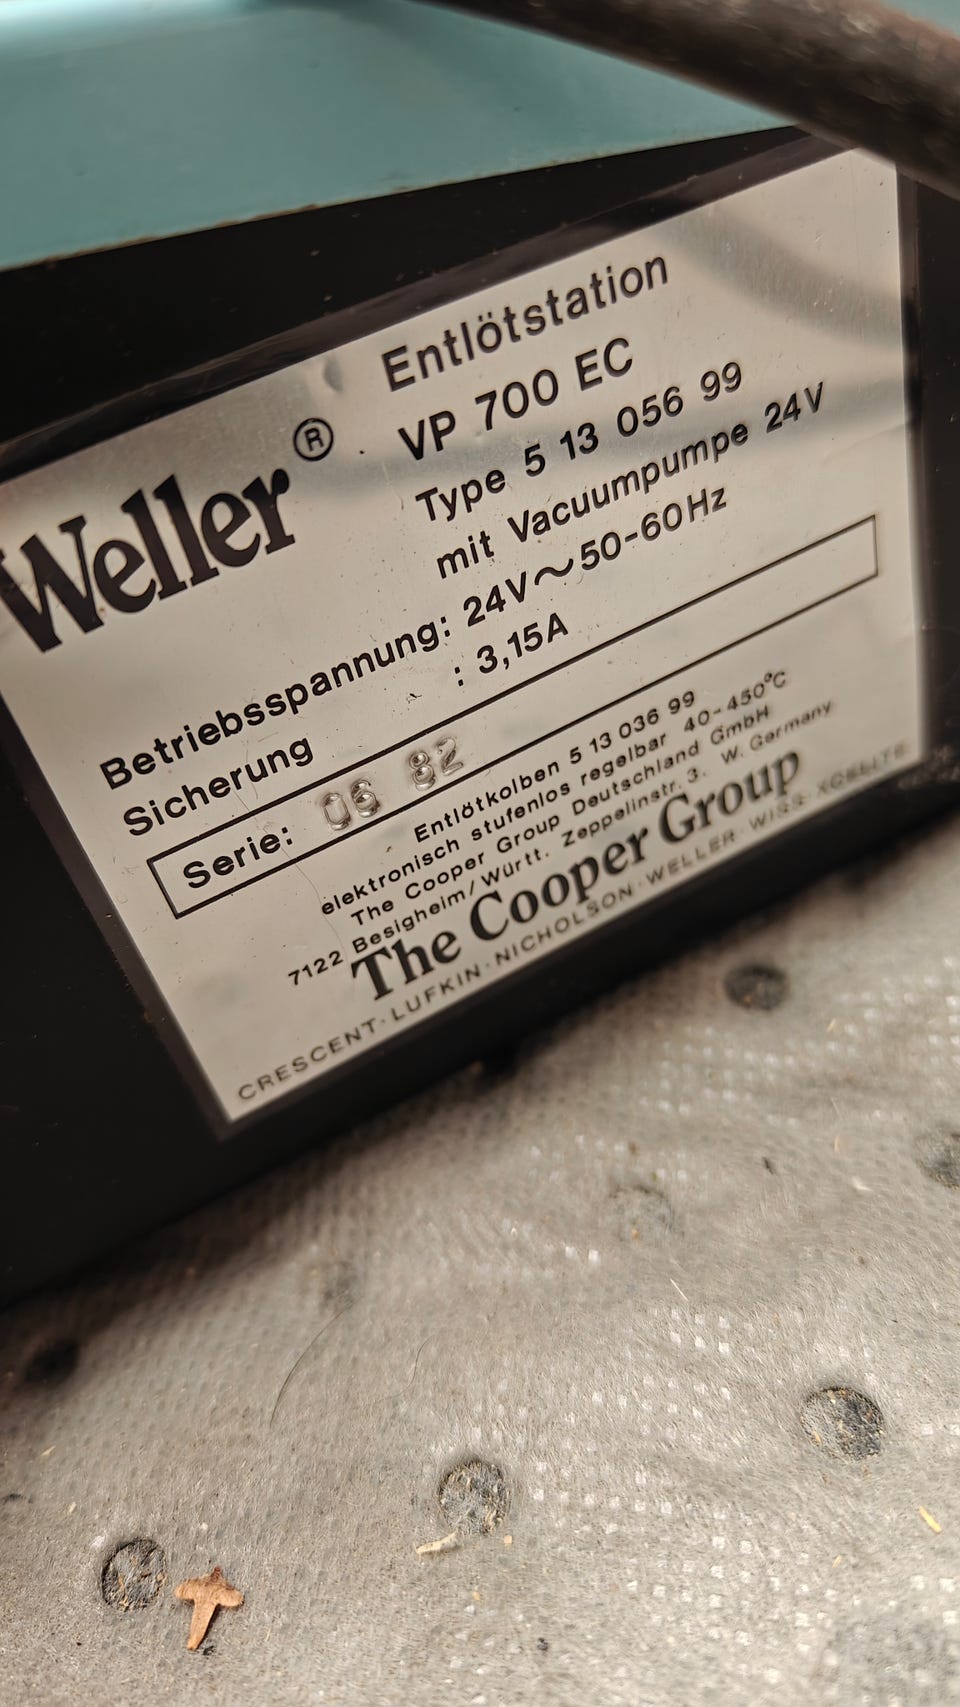 Weller®
Entlötstation
VP 700 EC
Type 5 13 056 99
mit Vacuumpumpe 24V
Betriebsspannung: 24V~50-60Hz
Sicherung : 3,15A
Serie: 06 82
Entlötkolben 5 13 036 99
elektronisch stufenlos regelbar 40-450°C
The Cooper Group Deutschland GmbH
7122 Besigheim/Württ. Zeppelinstr. 3. W. Germany
The Cooper Group
CRESCENT·LUFKIN·NICHOLSON·WELLER·WISS·XCELITE